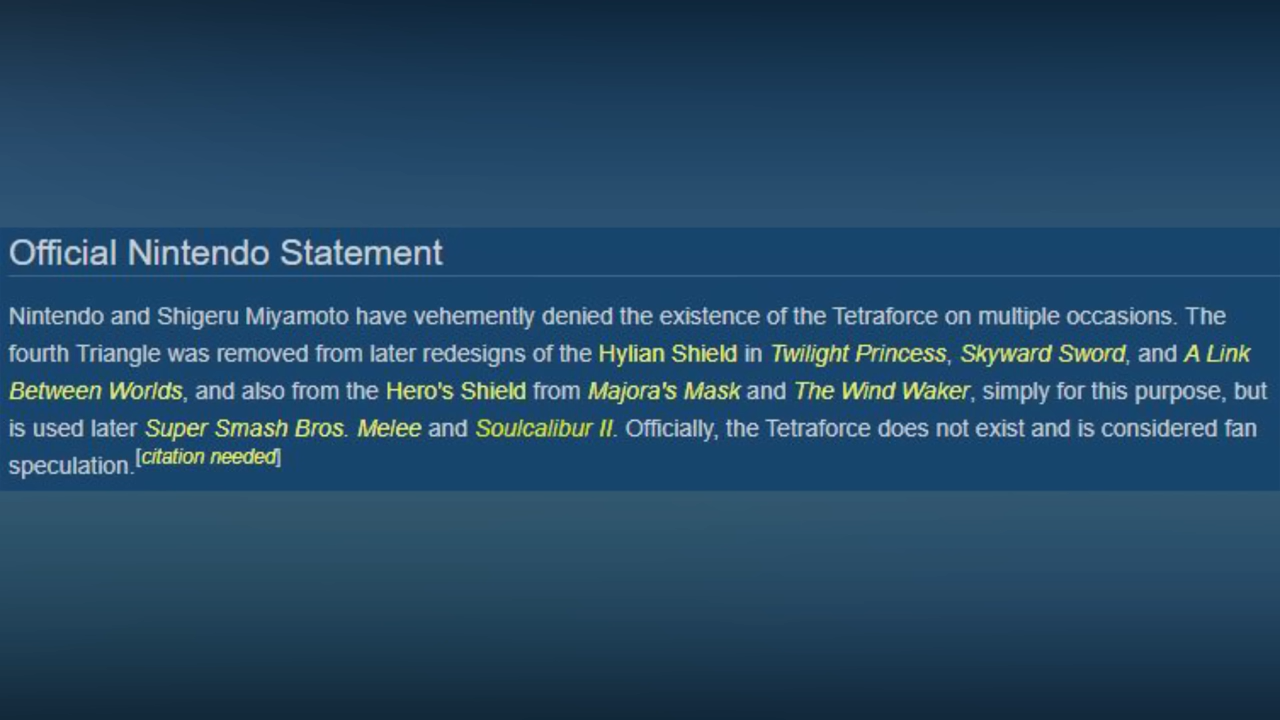 Official Nintendo Statement
Nintendo and Shigeru Miyamoto have vehemently denied the existence of the Tetraforce on multiple occasions. The
fourth Triangle was removed from later redesigns of the Hylian Shield in Twilight Princess, Skyward Sword, and A Link
Between Worlds, and also from the Hero's Shield from Majora's Mask and The Wind Waker, simply for this purpose, but
is used later Super Smash Bros. Melee and Soulcalibur II. Officially, the Tetraforce does not exist and is considered fan
speculation.[citation needed]